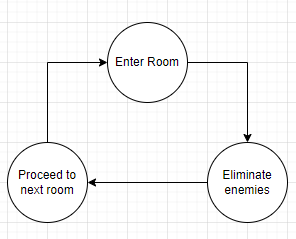 Enter Room
Proceed to
next room
Eliminate
enemies